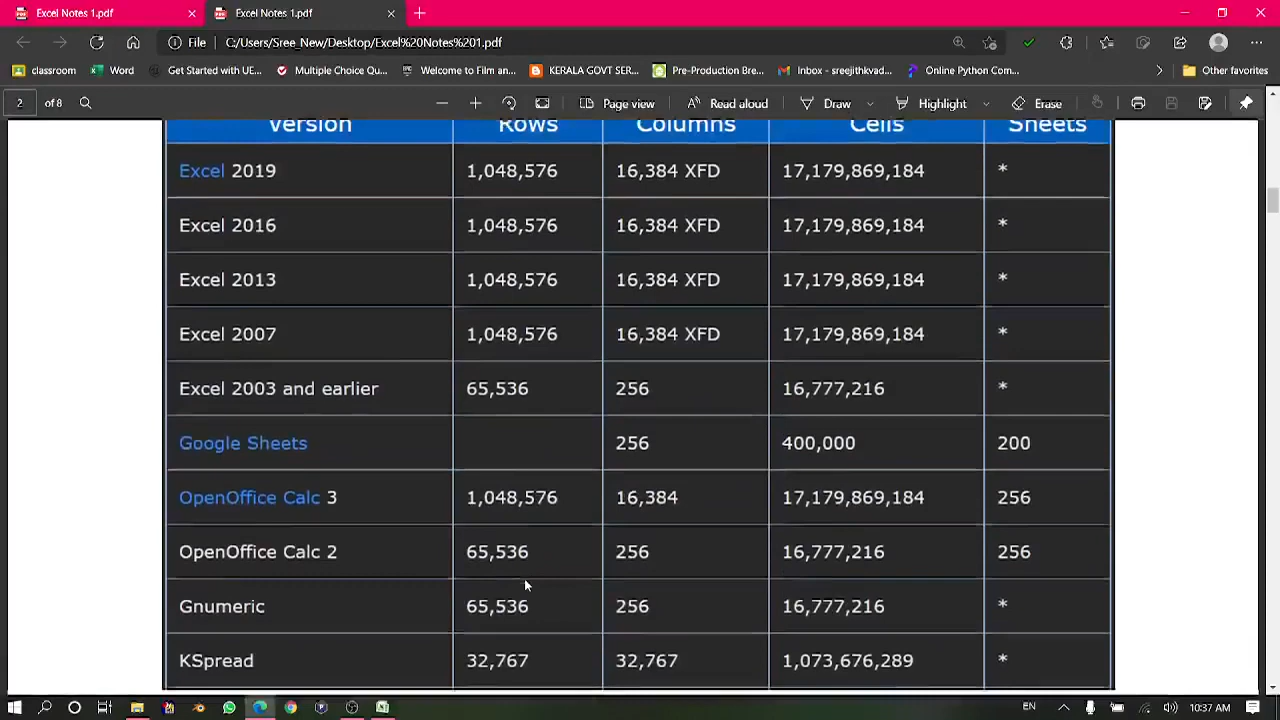 Excel Notes 1.pdf
Excel Notes 1.pdf
File C:/Users/Sree_New/Desktop/Excel%20Notes%201.pdf
classroom Word Get Started with UE... Multiple Choice Qu... Welcome to Film an... KERALA GOVT SER... Pre-Production Bre... Inbox - sreejithkvad... Online Python Com... Other favorites
2 of 8 Page view Read aloud Draw Highlight Erase
Version Rows Columns Cells Sheets
Excel 2019 1,048,576 16,384 XFD 17,179,869,184 *
Excel 2016 1,048,576 16,384 XFD 17,179,869,184 *
Excel 2013 1,048,576 16,384 XFD 17,179,869,184 *
Excel 2007 1,048,576 16,384 XFD 17,179,869,184 *
Excel 2003 and earlier 65,536 256 16,777,216 *
Google Sheets 256 400,000 200
OpenOffice Calc 3 1,048,576 16,384 17,179,869,184 256
OpenOffice Calc 2 65,536 256 16,777,216 256
Gnumeric 65,536 256 16,777,216 *
KSpread 32,767 32,767 1,073,676,289 *
EN 10:37 AM